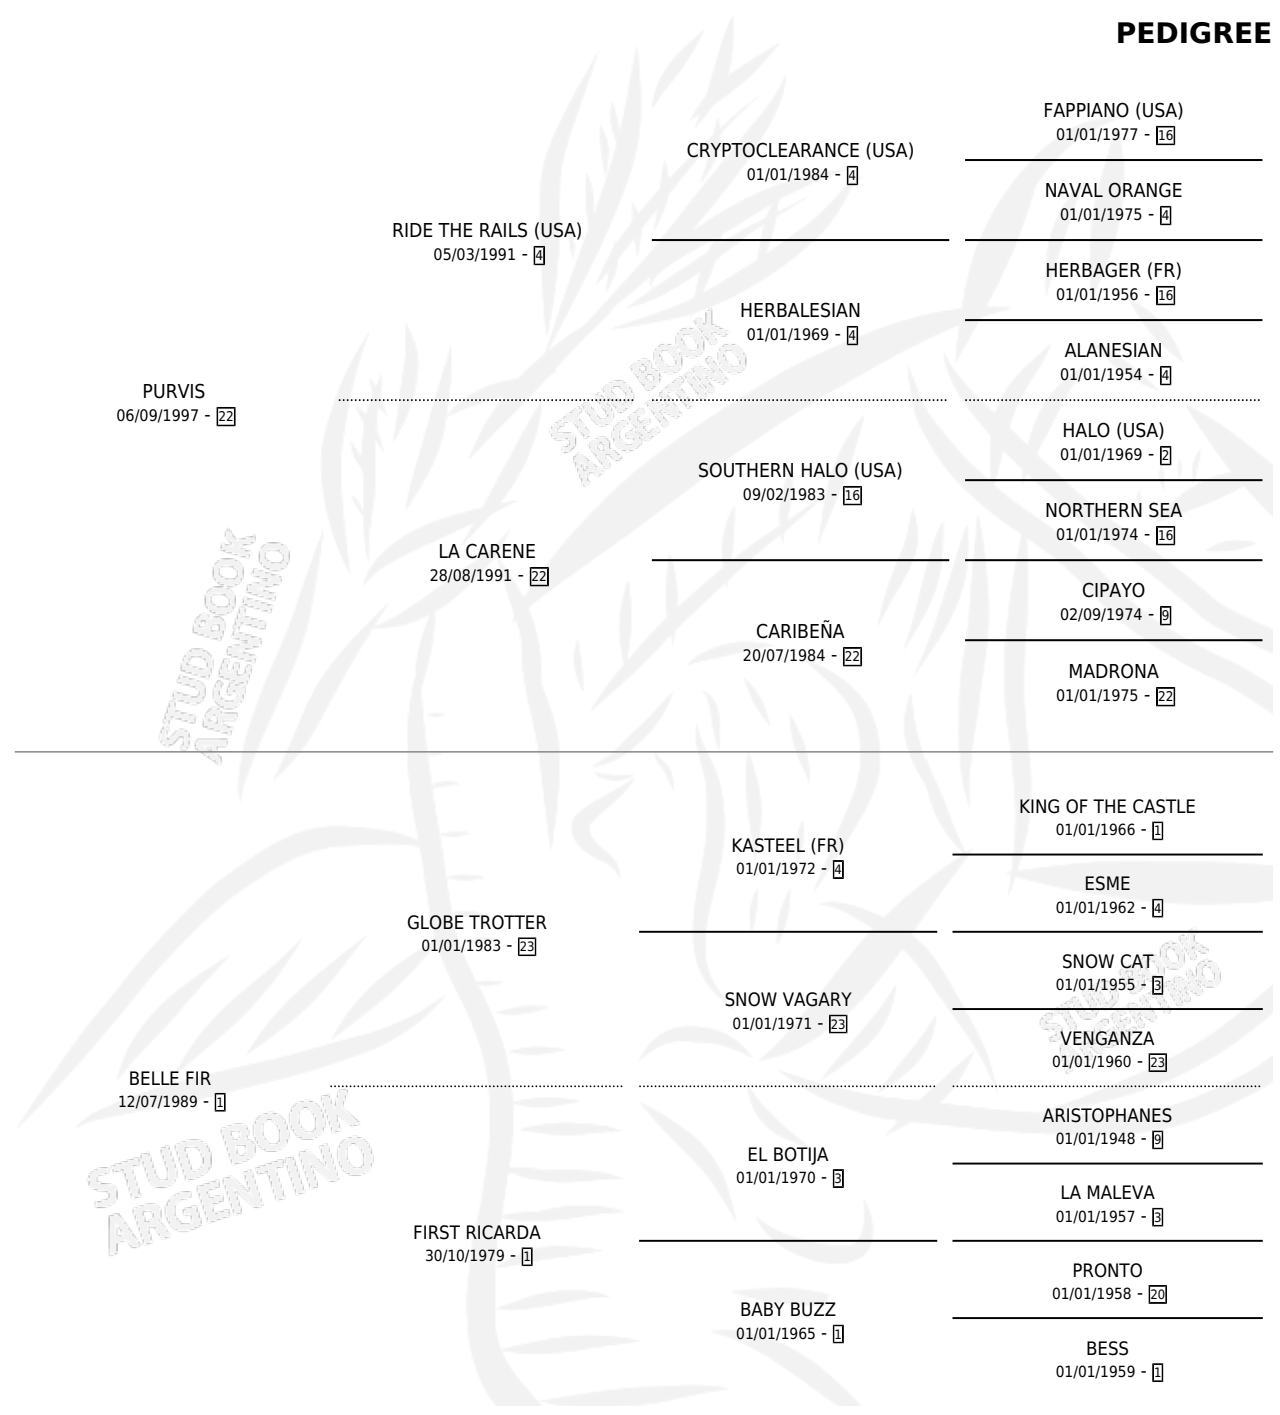 PEDIGREE
FAPPIANO (USA)
01/01/1977 - 16
CRYPTOCLEARANCE (USA)
01/01/1984 - 4
NAVAL ORANGE
01/01/1975 - 4
RIDE THE RAILS (USA)
05/03/1991 - 4
HERBAGER (FR)
01/01/1956 - 16
HERBALESIAN
01/01/1969 - 4
ALANESIAN
01/01/1954 - 4
PURVIS
06/09/1997 - 22
HALO (USA)
01/01/1969 - 2
SOUTHERN HALO (USA)
09/02/1983 - 16
NORTHERN SEA
01/01/1974 - 16
LA CARENE
28/08/1991 - 22
CIPAYO
02/09/1974 - 9
CARIBEÑA
20/07/1984 - 22
MADRONA
01/01/1975 - 22
KING OF THE CASTLE
01/01/1966 - 1
KASTEEL (FR)
01/01/1972 - 4
ESME
01/01/1962 - 4
GLOBE TROTTER
01/01/1983 - 23
SNOW CAT
01/01/1955 - 3
SNOW VAGARY
01/01/1971 - 23
VENGANZA
01/01/1960 - 23
BELLE FIR
12/07/1989 - 1
ARISTOPHANES
01/01/1948 - 9
EL BOTIJA
01/01/1970 - 3
LA MALEVA
01/01/1957 - 3
FIRST RICARDA
30/10/1979 - 1
PRONTO
01/01/1958 - 20
BABY BUZZ
01/01/1965 - 1
BESS
01/01/1959 - 1
STUD BOOK
ARGENTINO
STUD BOOK
ARGENTINO
STUD BOOK
ARGENTINO
STUD BOOK
ARGENTINO